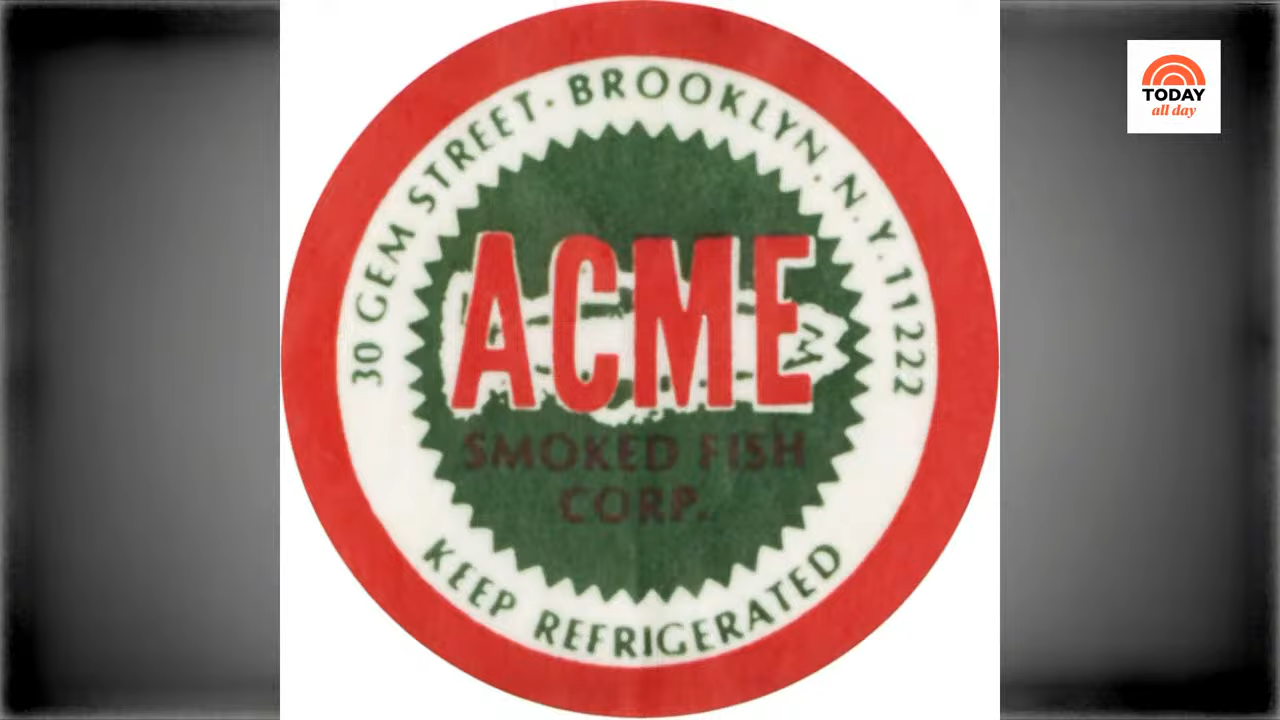 30 GEM STREET. BROOKLYN. N.Y. 11222
ACME
SMOKED FISH
CORP.
KEEP REFRIGERATED
TODAY
all day